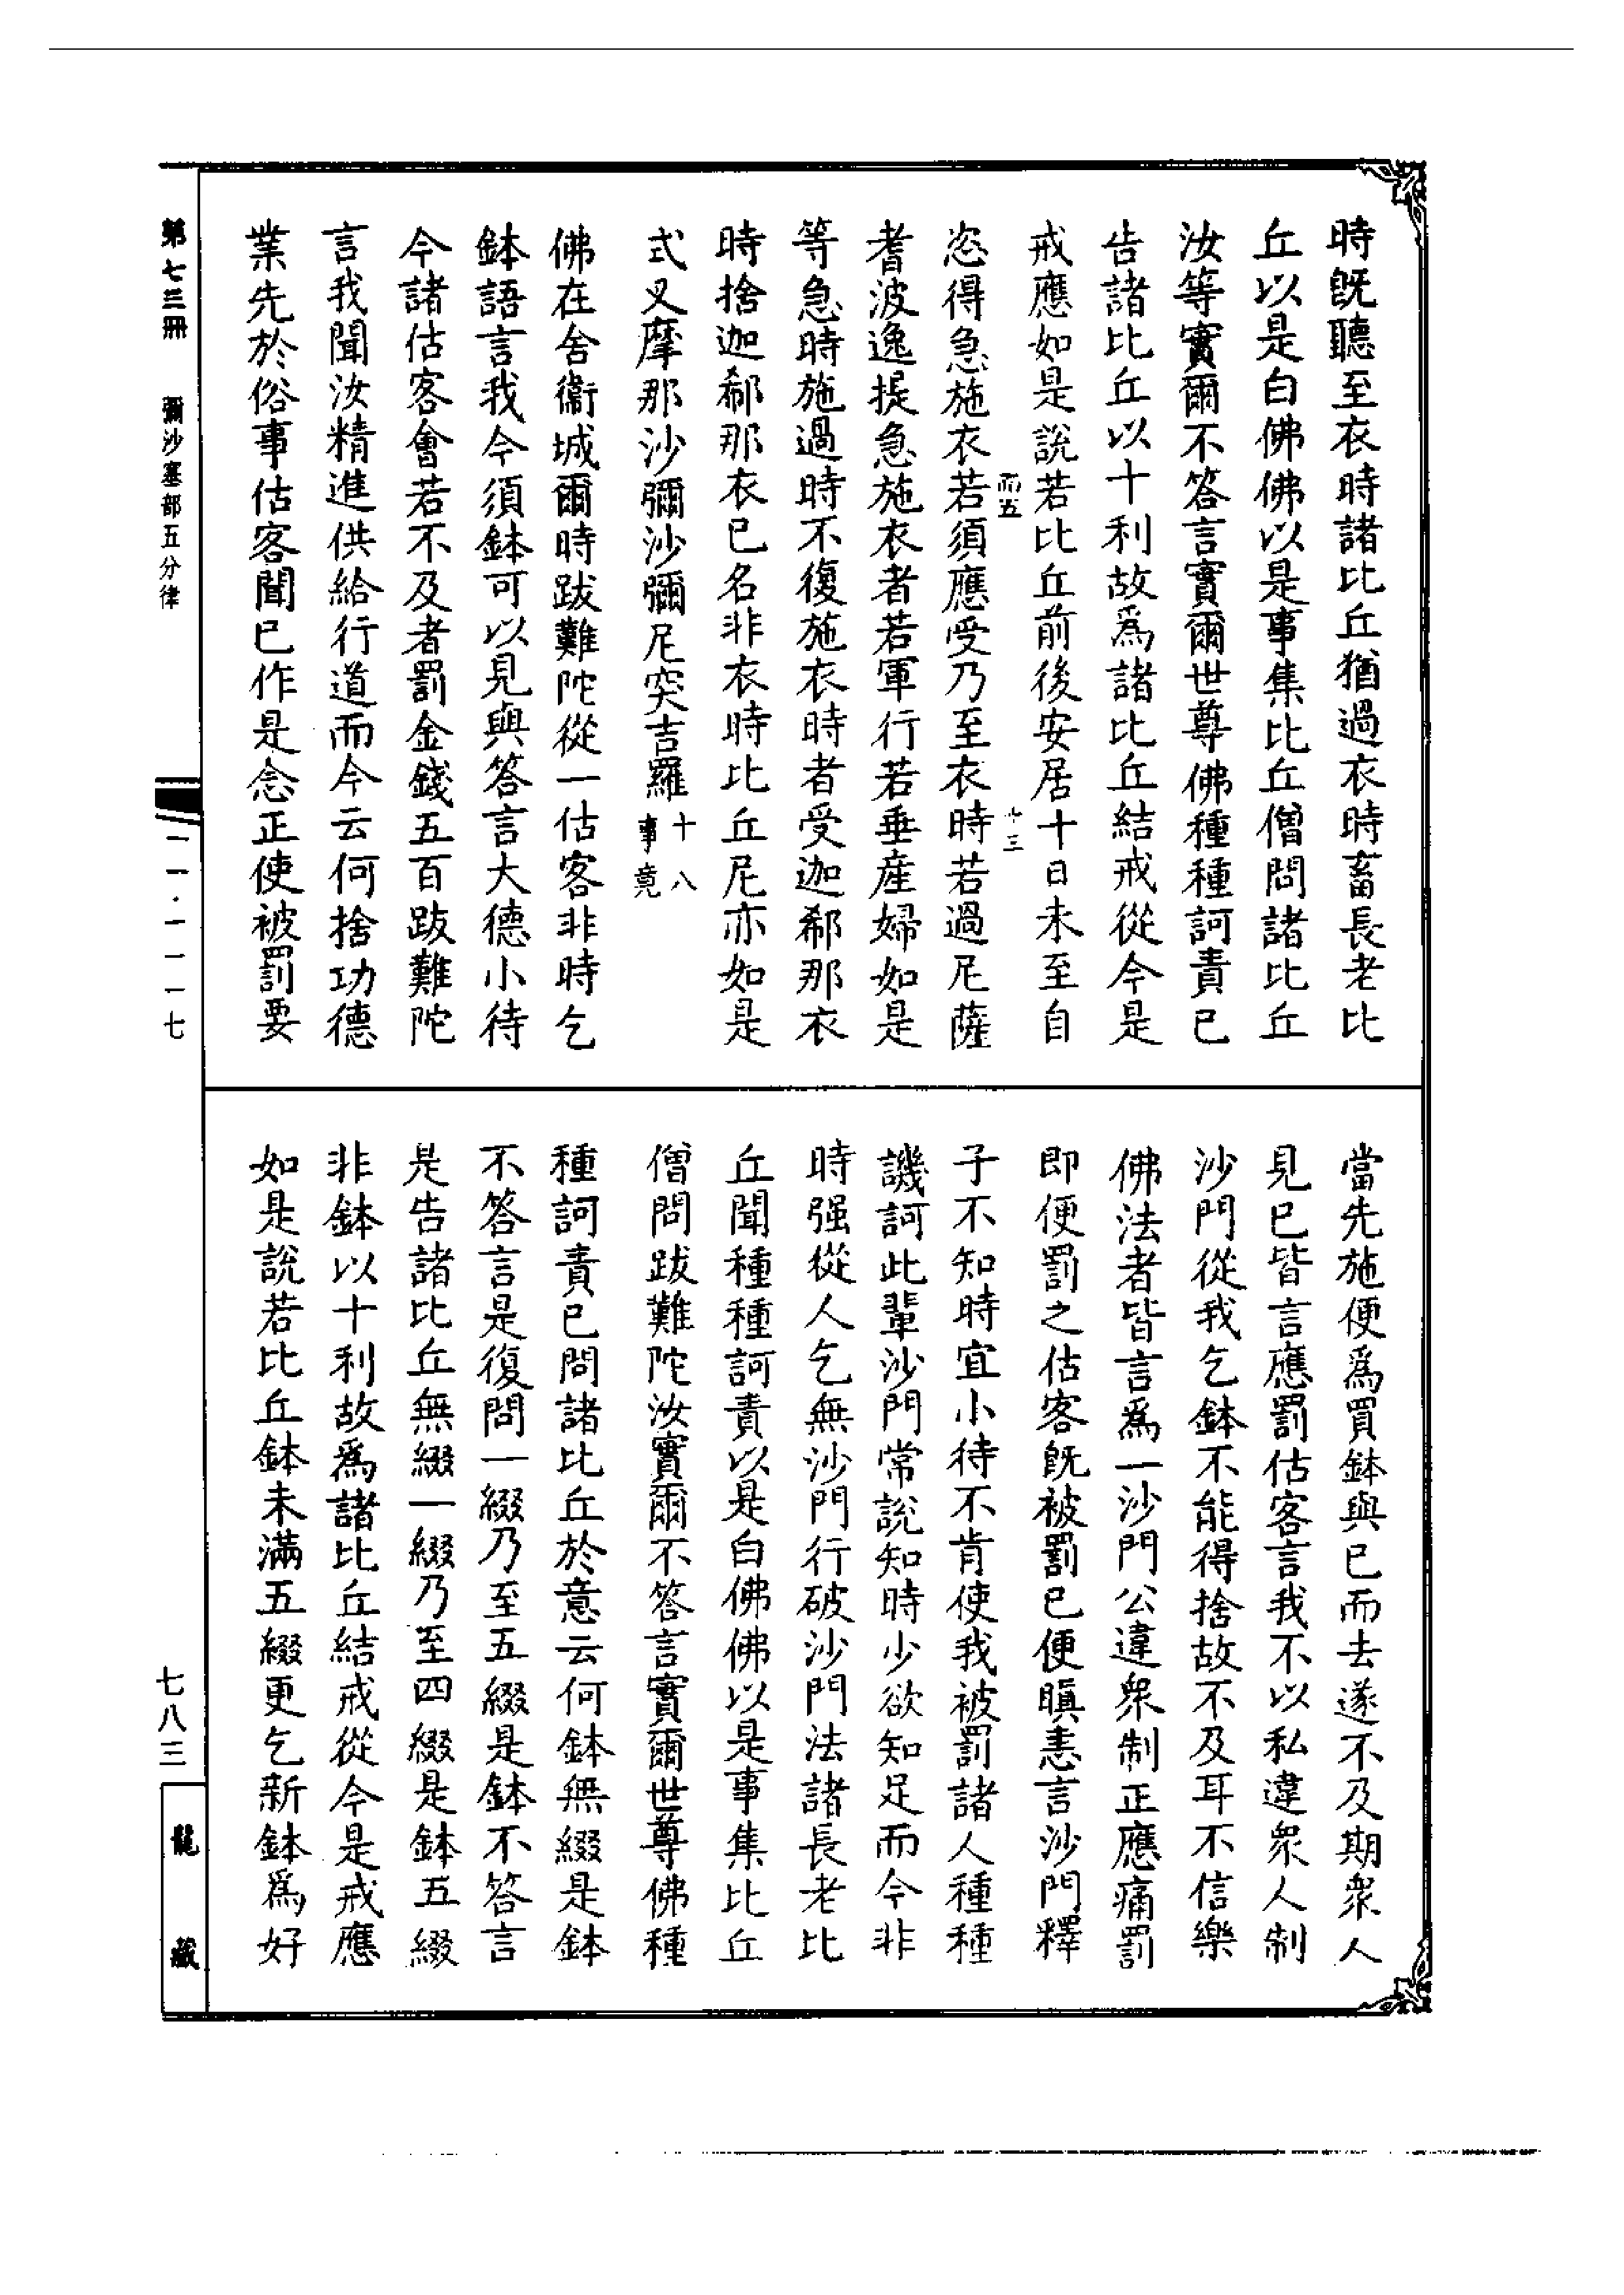 時既聽至衣時諸比丘猶過衣時畜長老比
丘以是白佛佛以是事集比丘僧問諸比丘
汝等實爾不答言實爾世尊佛種種訶責已
告諸比丘以十利故爲諸比丘結戒從今是
戒應如是說若比丘前後安居十日未至自
而五
十三
恣得急施衣若須應受乃至衣時若過尼薩
耆波逸提急施衣者若軍行若垂產婦如是
等急時施過時不復施衣時者受迦郗那衣
時捨迦郗那衣已名非衣時比丘尼亦如是
式叉摩那沙彌沙彌尼突吉羅十八事竟
佛在舍衞城爾時跋難陀從一估客非時乞
鉢語言我今須鉢可以見與答言大德小待
今諸估客會若不及者罰金錢五百跋難陀
言我聞汝精進供給行道而今云何捨功德
業先於俗事估客聞已作是念正使被罰要
當先施便爲買鉢與已而去遂不及期衆人
見已皆言應罰估客言我不以私違衆人制
沙門從我乞鉢不能得捨故不及耳不信樂
佛法者皆言爲一沙門公違衆制正應痛罰
即便罰之估客既被罰已便瞋恚言沙門釋
子不知時宜小待不肯使我被罰諸人種種
譏訶此輩沙門常說知時少欲知足而今非
時强從人乞無沙門行破沙門法諸長老比
丘聞種種訶責以是白佛佛以是事集比丘
僧問跋難陀汝實爾不答言實爾世尊佛種
種訶責已問諸比丘於意云何鉢無綴是鉢
不答言是復問一綴乃至五綴是鉢不答言
是告諸比丘無綴一綴乃至四綴是鉢五綴
非鉢以十利故爲諸比丘結戒從今是戒應
如是說若比丘鉢未滿五綴更乞新鉢爲好
第七三冊 彌沙塞部五分律
一一·一一一七
七八三
龍藏